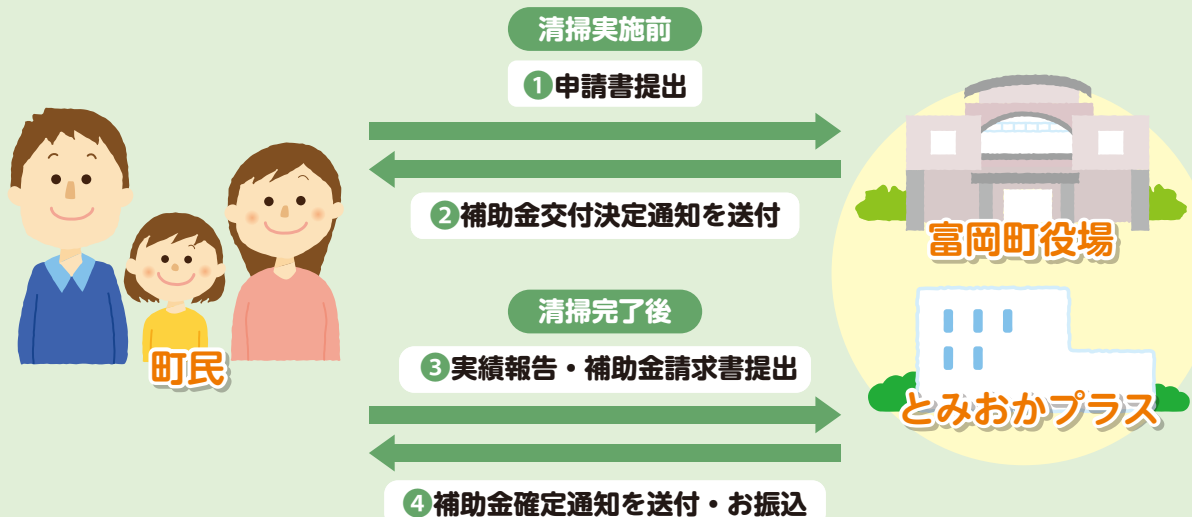 清掃実施前
❶申請書提出
❷補助金交付決定通知を送付
富岡町役場
清掃完了後
町民
❸実績報告・補助金請求書提出
とみおかプラス
❹補助金確定通知を送付・お振込